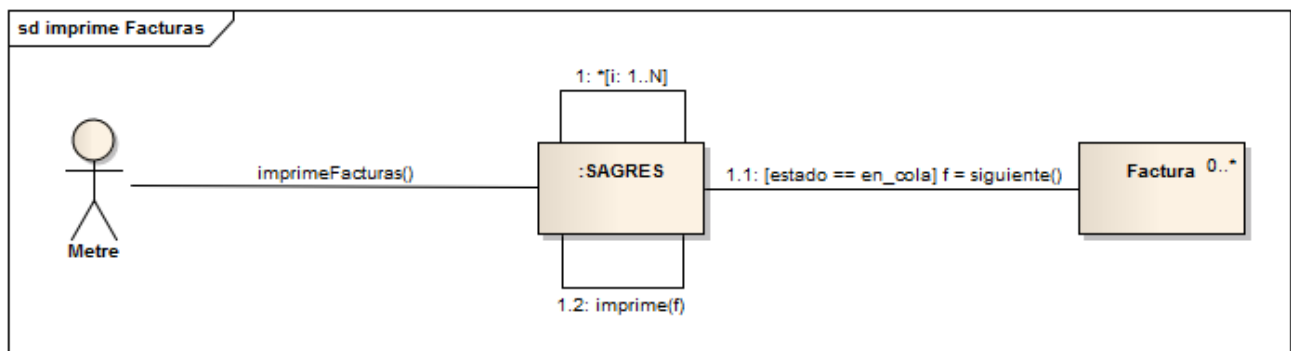 sd imprime Facturas
1: *[i: 1..N]
imprimeFacturas()
:SAGRES
1.1: [estado == en_cola] f = siguiente()
Factura 0..*
Metre
1.2: imprime(f)